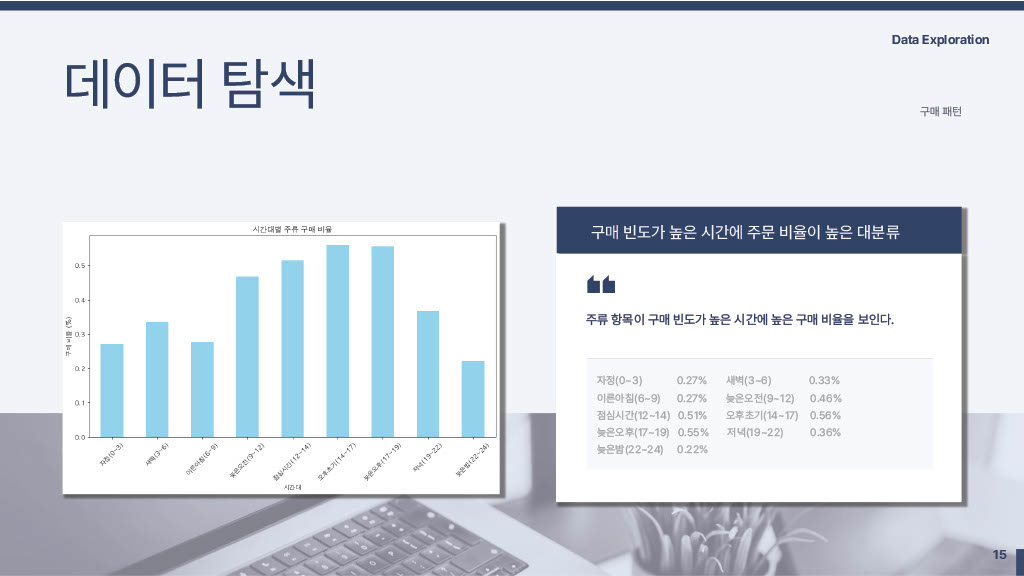 Data Exploration
데이터 탐색
구매 패턴
시간대별 주류 구매 비율
구매 비율 (%)
0.5
0.4
0.3
0.2
0.1
0.0
자정(0~3)
새벽(3~6)
이른아침(6~9)
늦은오전(9~12)
점심시간(12~14)
오후초기(14~17)
늦은오후(17~19)
저녁(19~22)
늦은밤(22~24)
시간대
구매 빈도가 높은 시간에 주문 비율이 높은 대분류
주류 항목이 구매 빈도가 높은 시간에 높은 구매 비율을 보인다.
자정(0~3) 0.27% 새벽(3~6) 0.33%
이른아침(6~9) 0.27% 늦은오전(9~12) 0.46%
점심시간(12~14) 0.51% 오후초기(14~17) 0.56%
늦은오후(17~19) 0.55% 저녁(19~22) 0.36%
늦은밤(22~24) 0.22%
15